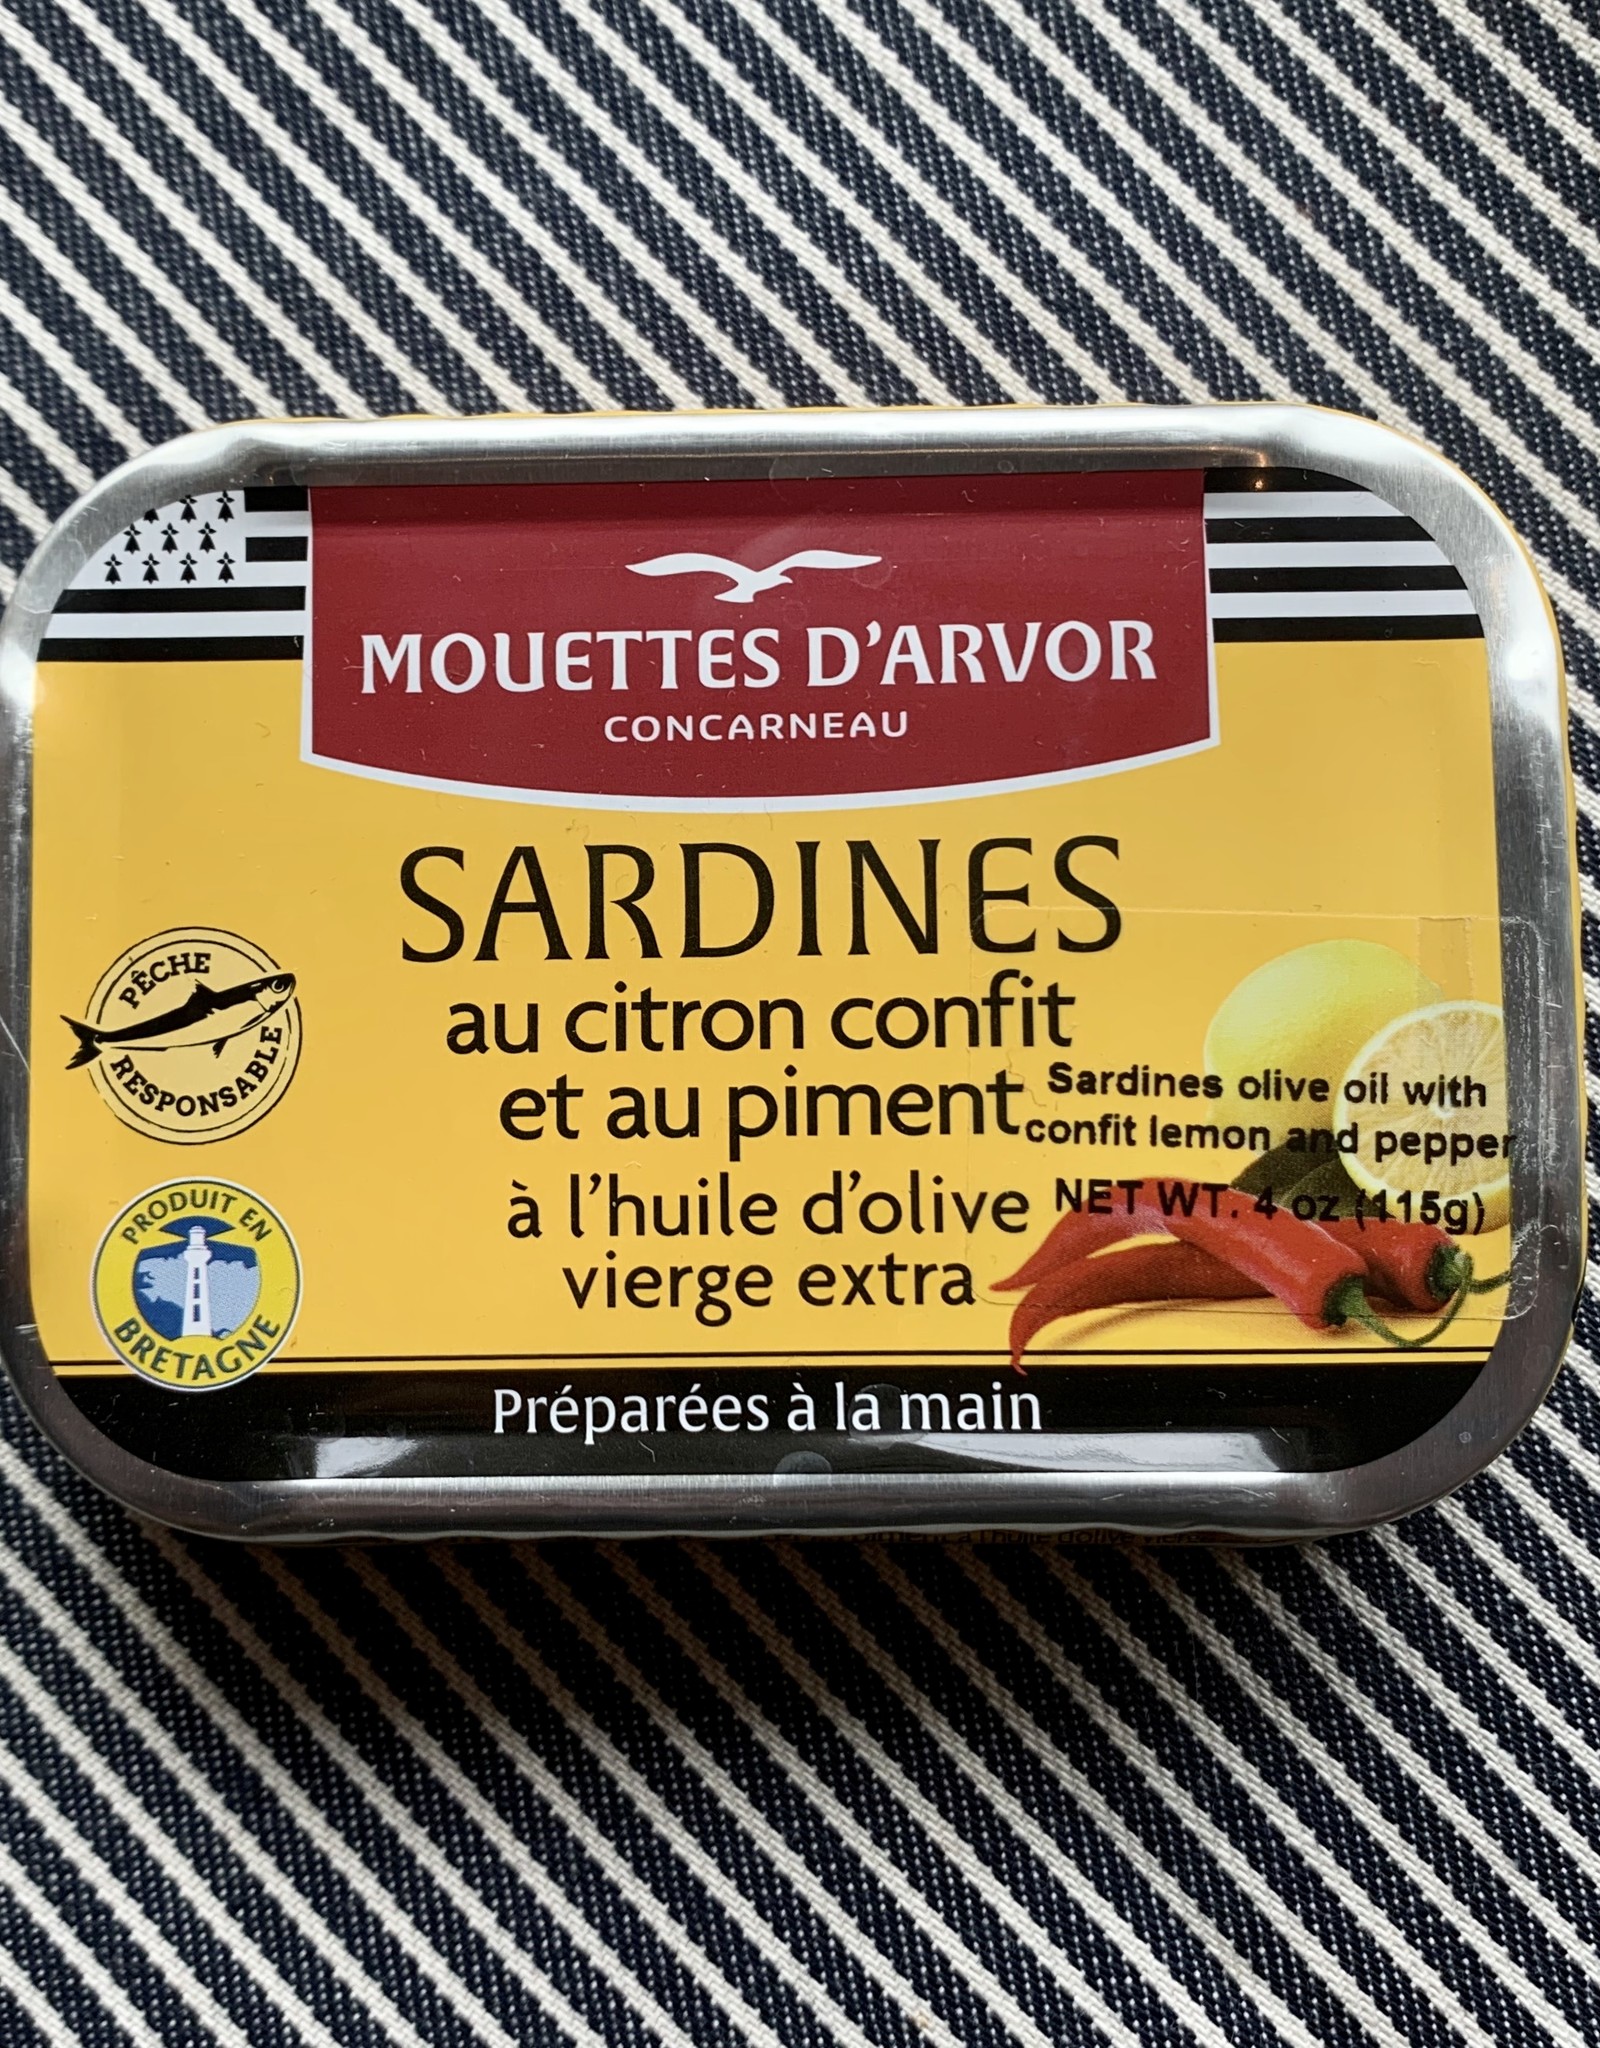 MOUETTES D'ARVOR
CONCARNEAU
SARDINES
au citron confit
et au piment
à l'huile d'olive
vierge extra
Sardines olive oil with
confit lemon and pepper
NET WT. 4 oz (115g)
PÊCHE
RESPONSABLE
PRODUIT EN
BRETAGNE
Préparées à la main